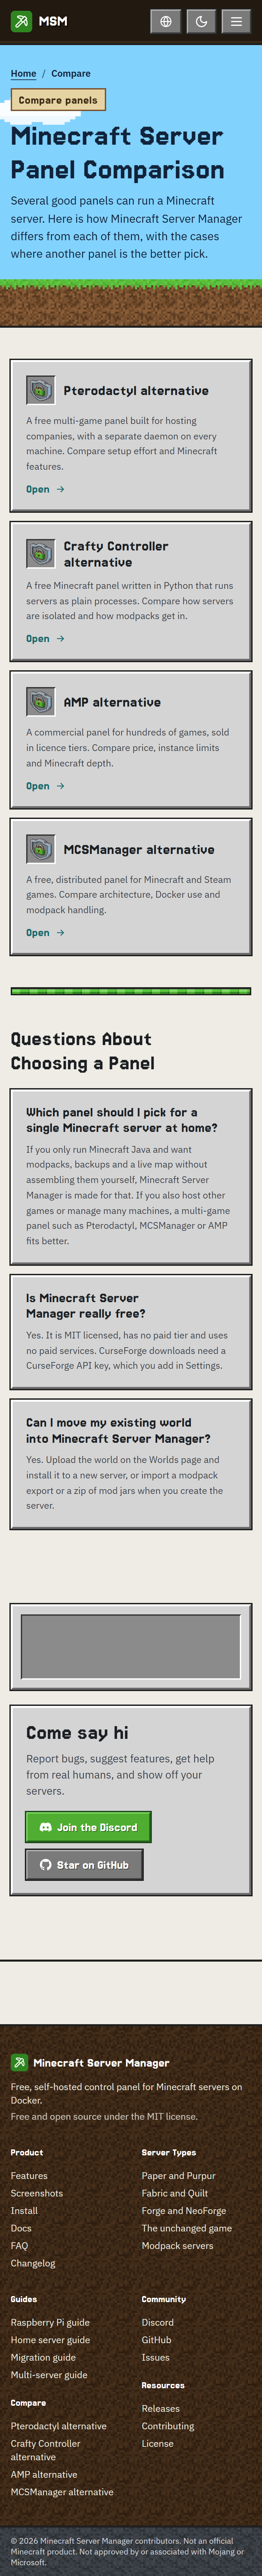 MSM
Home / Compare
Compare panels
Minecraft Server
Panel Comparison
Several good panels can run a Minecraft
server. Here is how Minecraft Server Manager
differs from each of them, with the cases
where another panel is the better pick.
Pterodactyl alternative
A free multi-game panel built for hosting
companies, with a separate daemon on every
machine. Compare setup effort and Minecraft
features.
Open →
Crafty Controller
alternative
A free Minecraft panel written in Python that runs
servers as plain processes. Compare how servers
are isolated and how modpacks get in.
Open →
AMP alternative
A commercial panel for hundreds of games, sold
in licence tiers. Compare price, instance limits
and Minecraft depth.
Open →
MCSManager alternative
A free, distributed panel for Minecraft and Steam
games. Compare architecture, Docker use and
modpack handling.
Open →
Questions About
Choosing a Panel
Which panel should I pick for a
single Minecraft server at home?
If you only run Minecraft Java and want
modpacks, backups and a live map without
assembling them yourself, Minecraft Server
Manager is made for that. If you also host other
games or manage many machines, a multi-game
panel such as Pterodactyl, MCSManager or AMP
fits better.
Is Minecraft Server
Manager really free?
Yes. It is MIT licensed, has no paid tier and uses
no paid services. CurseForge downloads need a
CurseForge API key, which you add in Settings.
Can I move my existing world
into Minecraft Server Manager?
Yes. Upload the world on the Worlds page and
install it to a new server, or import a modpack
export or a zip of mod jars when you create the
server.
Come say hi
Report bugs, suggest features, get help
from real humans, and show off your
servers.
Join the Discord
Star on GitHub
Minecraft Server Manager
Free, self-hosted control panel for Minecraft servers on
Docker.
Free and open source under the MIT license.
Product
Features
Screenshots
Install
Docs
FAQ
Changelog
Server Types
Paper and Purpur
Fabric and Quilt
Forge and NeoForge
The unchanged game
Modpack servers
Guides
Raspberry Pi guide
Home server guide
Migration guide
Multi-server guide
Community
Discord
GitHub
Issues
Compare
Pterodactyl alternative
Crafty Controller
alternative
AMP alternative
MCSManager alternative
Resources
Releases
Contributing
License
© 2026 Minecraft Server Manager contributors. Not an official
Minecraft product. Not approved by or associated with Mojang or
Microsoft.